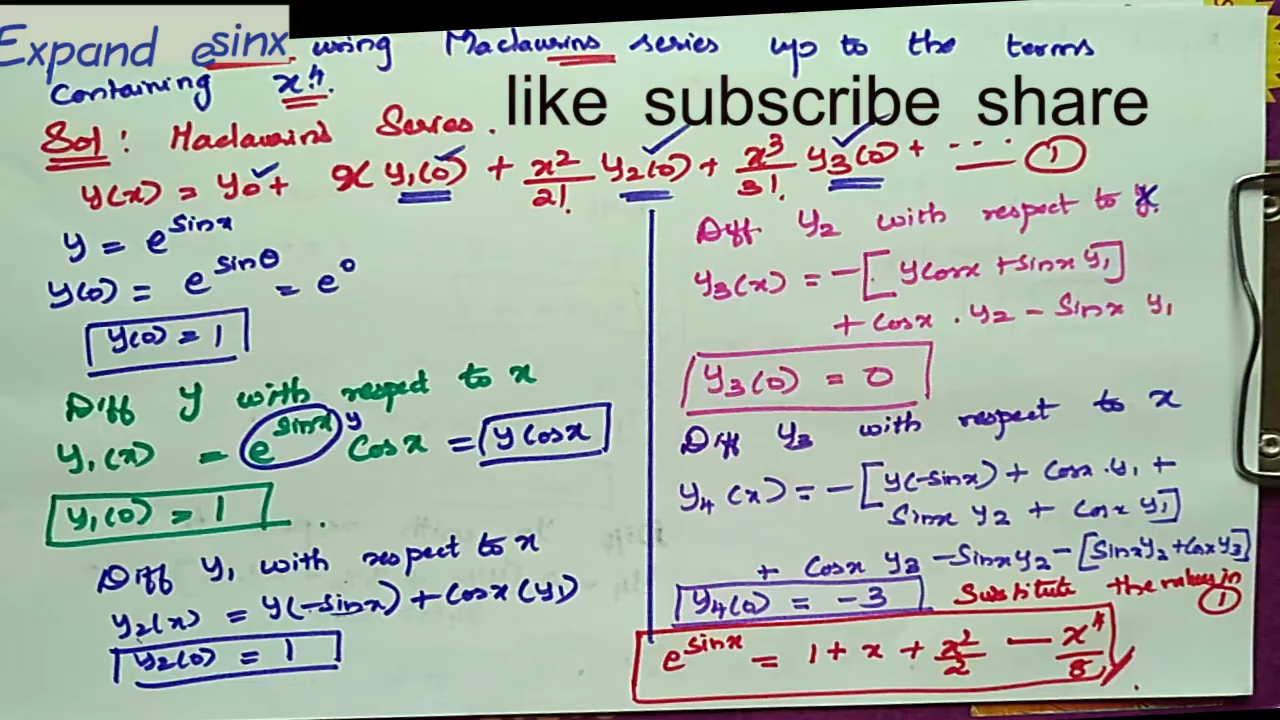 Expand e^sinx using Maclaurins series up to the terms
containing x⁴.
like subscribe share
Sol : Maclaurin's Series.
y(x) = y0 + x y1(0) + x²/2! y2(0) + x³/3! y3(0) + ---- ①
y = e^sinx
y(0) = e^sin0 = e^0
y(0) = 1
Diff y with respect to x
y1(x) = e^sinx y cosx = y cosx
y1(0) = 1
Diff y1 with respect to x
y2(x) = y(-sinx) + cosx (y1)
y2(0) = 1
Diff y2 with respect to x.
y3(x) = -[y cosx + sinx y1]
+ cosx . y2 - sinx y1
y3(0) = 0
Diff y3 with respect to x
y4(x) = -[y(-sinx) + cosx .y1 +
sinx y2 + cosx y1]
+ cosx y3 - sinx y2 - [sinx y2 + cosx y3]
y4(0) = -3
Substitute the values in
①
e^sinx = 1 + x + x²/2 - x⁴/8